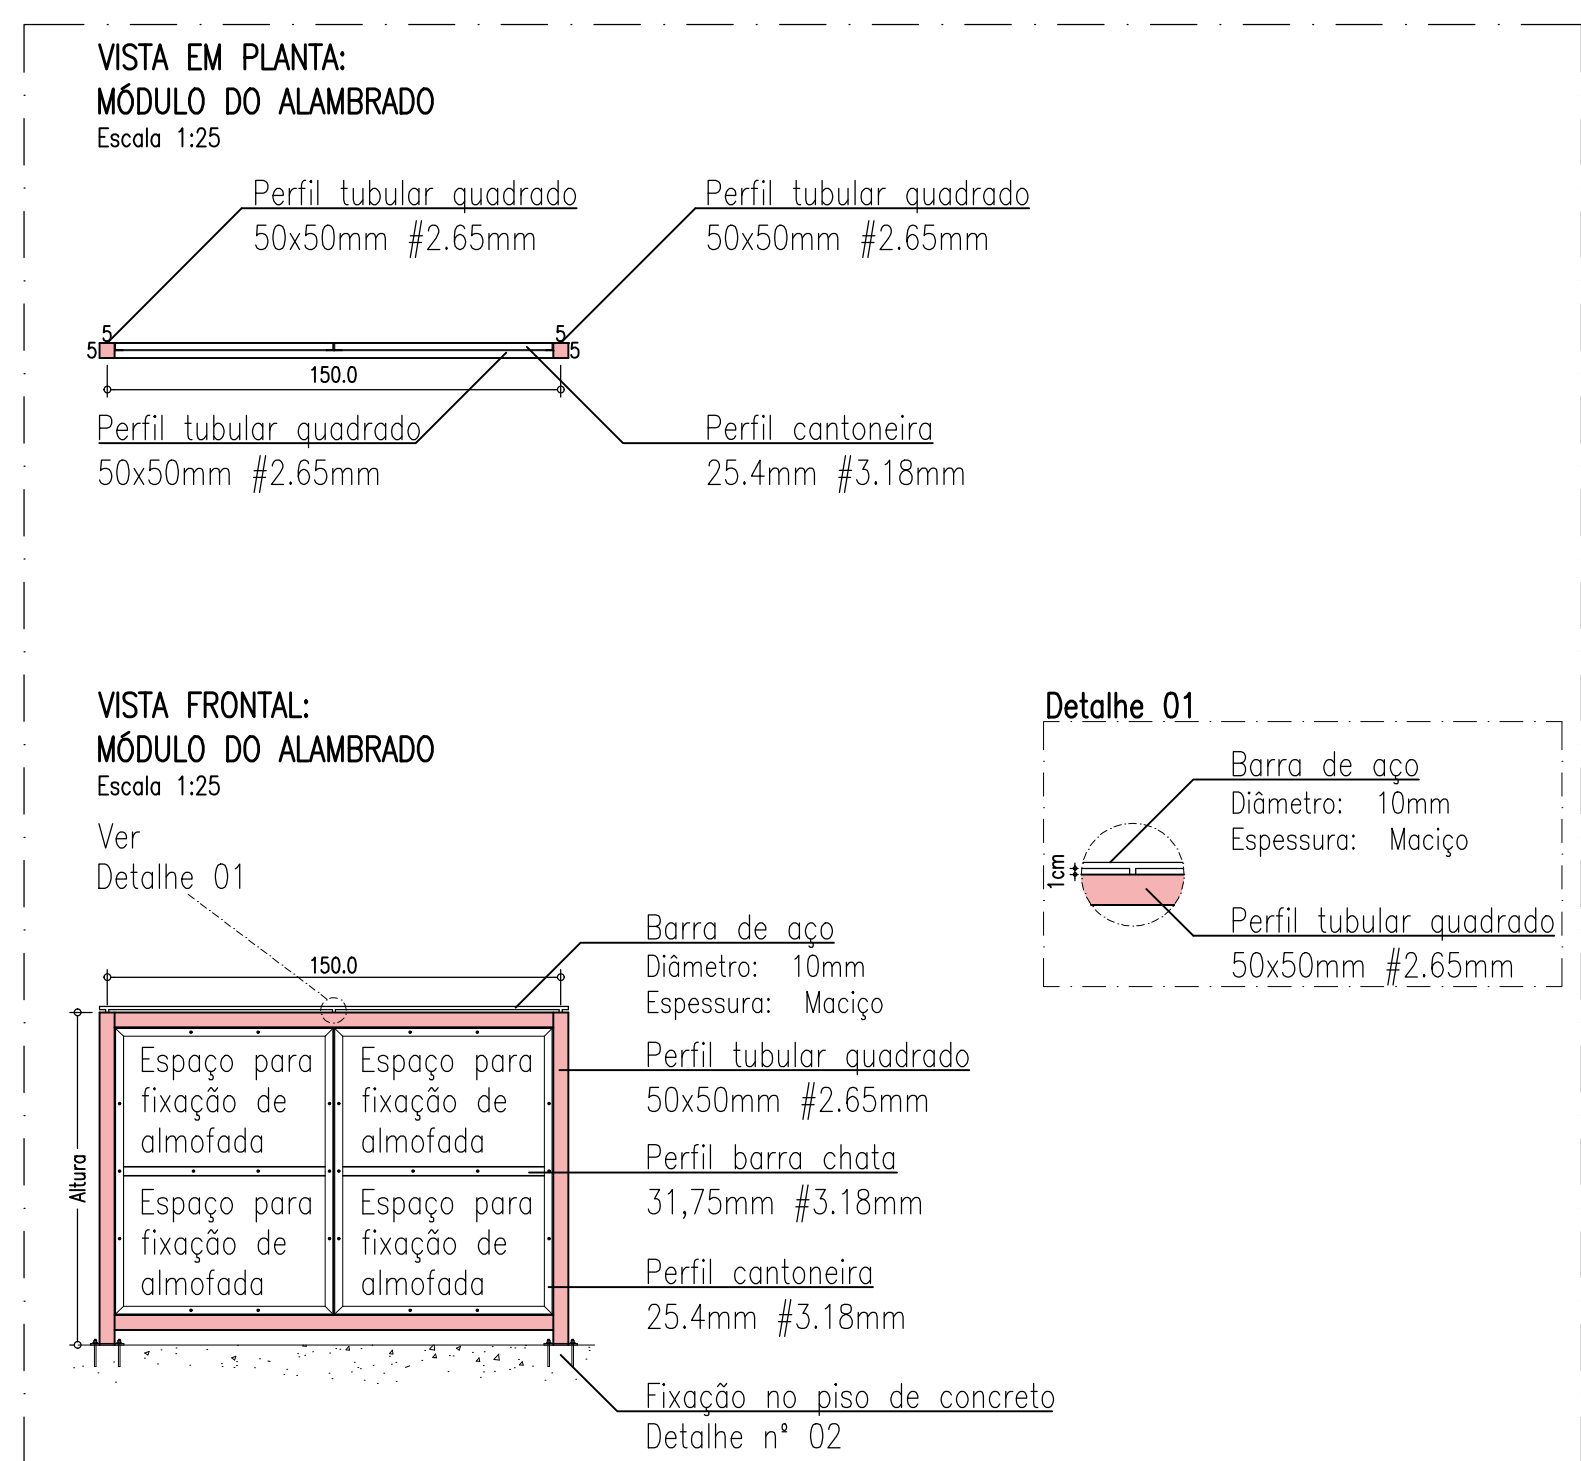 VISTA EM PLANTA:
MÓDULO DO ALAMBRADO
Escala 1:25
Perfil tubular quadrado
50x50mm #2.65mm
Perfil tubular quadrado
50x50mm #2.65mm
5
5
5
5
150.0
Perfil tubular quadrado
50x50mm #2.65mm
Perfil cantoneira
25.4mm #3.18mm
VISTA FRONTAL:
MÓDULO DO ALAMBRADO
Escala 1:25
Ver
Detalhe 01
150.0
Altura
Espaço para
fixação de
almofada
Espaço para
fixação de
almofada
Espaço para
fixação de
almofada
Espaço para
fixação de
almofada
Barra de aço
Diâmetro: 10mm
Espessura: Maciço
Perfil tubular quadrado
50x50mm #2.65mm
Perfil barra chata
31,75mm #3.18mm
Perfil cantoneira
25.4mm #3.18mm
Fixação no piso de concreto
Detalhe nº 02
Detalhe 01
Barra de aço
Diâmetro: 10mm
Espessura: Maciço
1cm
Perfil tubular quadrado
50x50mm #2.65mm